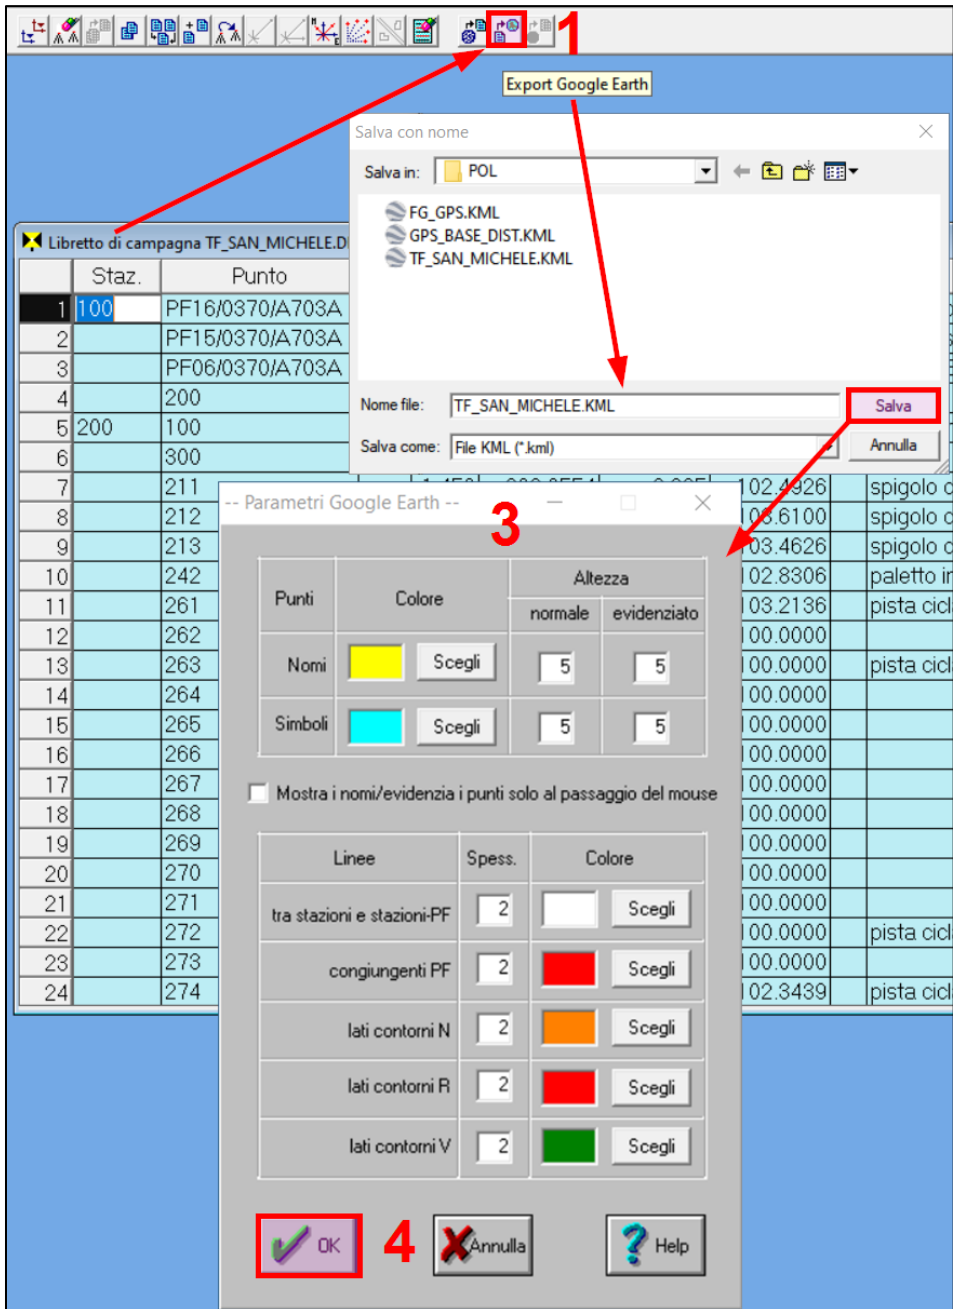 1
Export Google Earth
Salva con nome
Salva in: POL
FG_GPS.KML
GPS_BASE_DIST.KML
TF_SAN_MICHELE.KML
Nome file: TF_SAN_MICHELE.KML Salva
Salva come: File KML (*.kml) Annulla
Libretto di campagna TF_SAN_MICHELE.D
Staz. Punto
1 100 PF16/0370/A703A
2 PF15/0370/A703A
3 PF06/0370/A703A
4 200
5 200 100
6 300
7 211 102.4926 spigolo
8 212 103.6100 spigolo
9 213 103.4626 spigolo
10 242 102.8306 paletto
11 261 103.2136 pista cicl
12 262 100.0000
13 263 100.0000 pista cicl
14 264 100.0000
15 265 100.0000
16 266 100.0000
17 267 100.0000
18 268 100.0000
19 269 100.0000
20 270 100.0000
21 271 100.0000
22 272 100.0000 pista cicl
23 273 100.0000
24 274 102.3439 pista cicl
-- Parametri Google Earth --
3
Punti Colore Altezza
normale evidenziato
Nomi Scegli 5 5
Simboli Scegli 5 5
Mostra i nomi/evidenzia i punti solo al passaggio del mouse
Linee Spess. Colore
tra stazioni e stazioni-PF 2 Scegli
congiungenti PF 2 Scegli
lati contorni N 2 Scegli
lati contorni R 2 Scegli
lati contorni V 2 Scegli
OK 4 Annulla Help